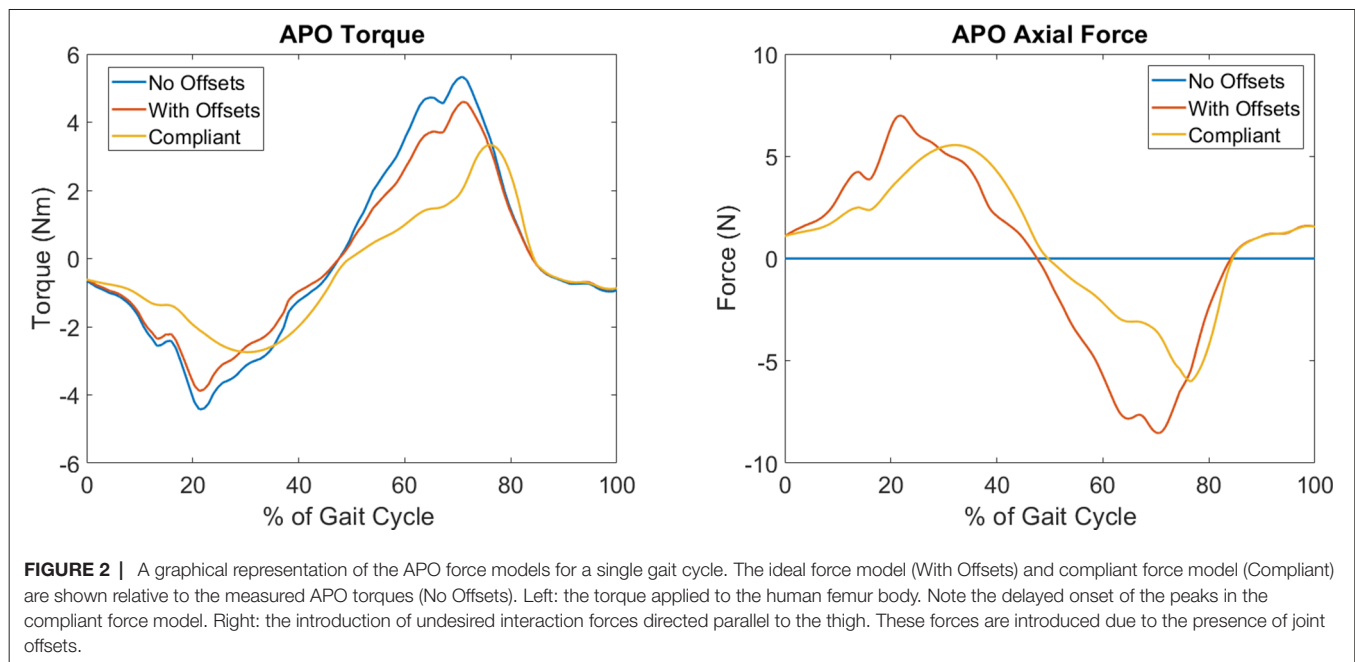 APO Torque
No Offsets
With Offsets
Compliant
6
4
2
0
-2
-4
-6
Torque (Nm)
0
20
40
60
80
100
% of Gait Cycle
APO Axial Force
No Offsets
With Offsets
Compliant
10
5
0
-5
-10
Force (N)
0
20
40
60
80
100
% of Gait Cycle
FIGURE 2 | A graphical representation of the APO force models for a single gait cycle. The ideal force model (With Offsets) and compliant force model (Compliant)
are shown relative to the measured APO torques (No Offsets). Left: the torque applied to the human femur body. Note the delayed onset of the peaks in the
compliant force model. Right: the introduction of undesired interaction forces directed parallel to the thigh. These forces are introduced due to the presence of joint
offsets.